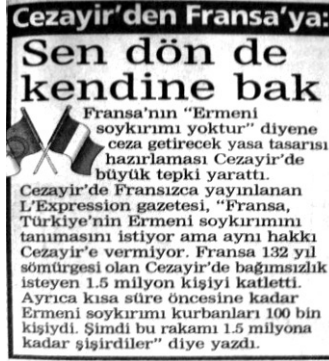 Cezayir'den Fransa'ya:
Sen dön de
kendine bak
Fransa'nın "Ermeni
soykırımı yoktur" diyene
ceza getirecek yasa tasarısı
hazırlaması Cezayir'de
büyük tepki yarattı.
Cezayir'de Fransızca yayınlanan
L'Expression gazetesi, "Fransa,
Türkiye'nin Ermeni soykırımını
tanımasını istiyor ama aynı hakkı
Cezayir'e vermiyor. Fransa 132 yıl
sömürgesi olan Cezayir'de bağımsızlık
isteyen 1.5 milyon kişiyi katletti.
Ayrıca kısa süre öncesine kadar
Ermeni soykırımı kurbanları 100 bin
kişiydi. Şimdi bu rakamı 1.5 milyona
kadar şişirdiler" diye yazdı.